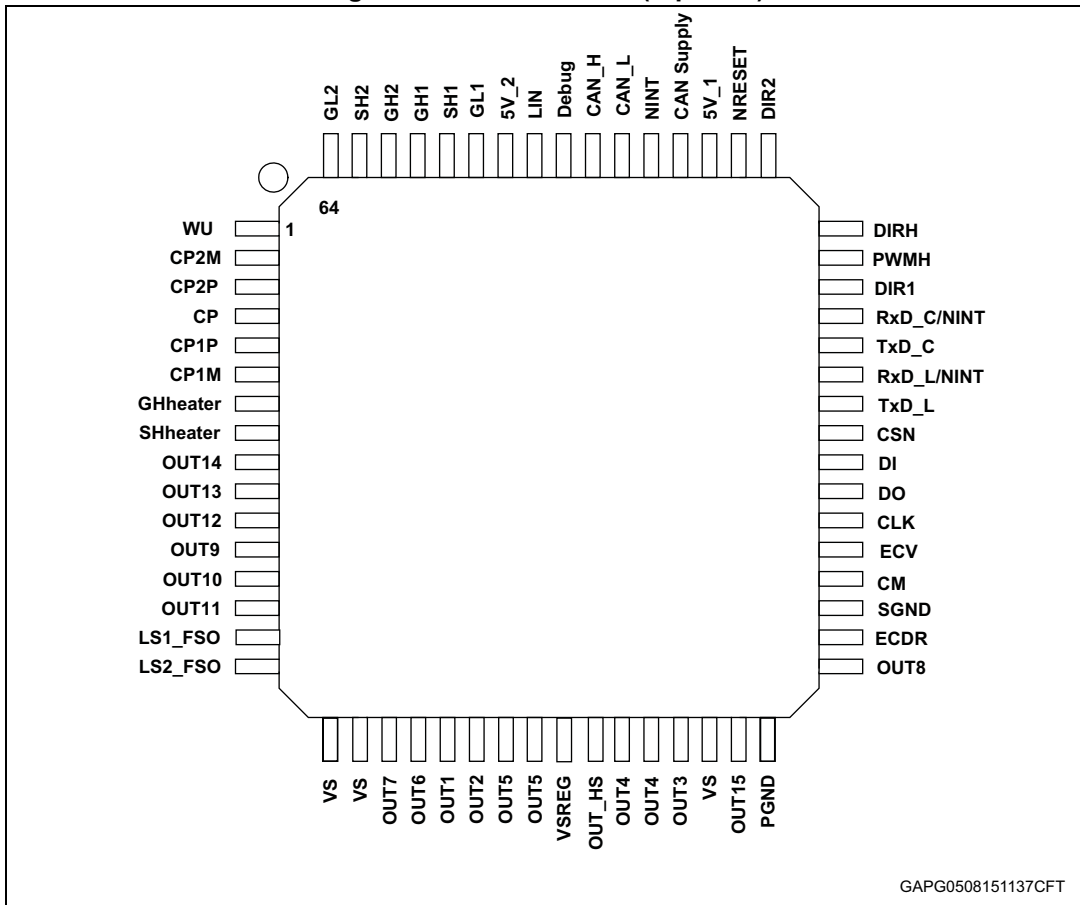 GL2
SH2
GH2
GH1
SH1
GL1
5V_2
LIN
Debug
CAN_H
CAN_L
NINT
CAN Supply
5V_1
NRESET
DIR2
64
1
WU
CP2M
CP2P
CP
CP1P
CP1M
GHheater
SHheater
OUT14
OUT13
OUT12
OUT9
OUT10
OUT11
LS1_FSO
LS2_FSO
DIRH
PWMH
DIR1
RxD_C/NINT
TxD_C
RxD_L/NINT
TxD_L
CSN
DI
DO
CLK
ECV
CM
SGND
ECDR
OUT8
VS
VS
OUT7
OUT6
OUT1
OUT2
OUT5
OUT5
VSREG
OUT_HS
OUT4
OUT4
OUT3
VS
OUT15
PGND
GAPG0508151137CFT